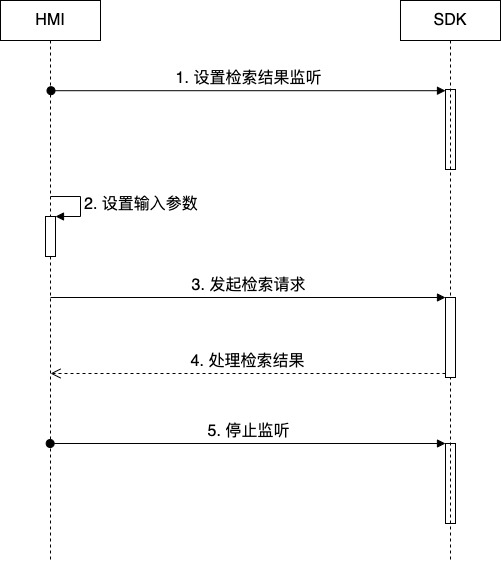 HMI
SDK
1. 设置检索结果监听
2. 设置输入参数
3. 发起检索请求
4. 处理检索结果
5. 停止监听